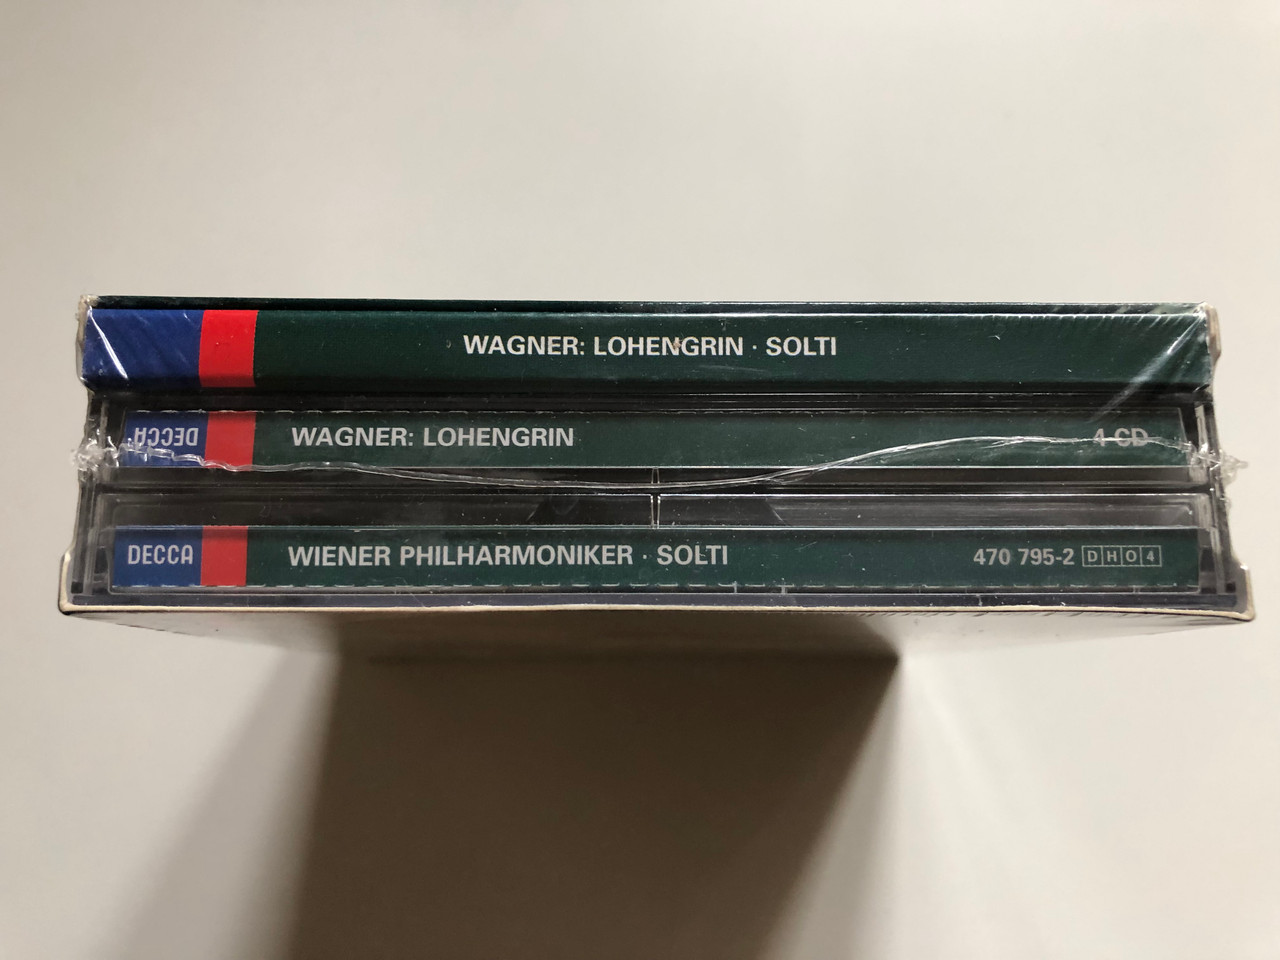 WAGNER: LOHENGRIN · SOLTI
DECCA WAGNER: LOHENGRIN 4 CD
DECCA WIENER PHILHARMONIKER · SOLTI 470 795-2 DHO4